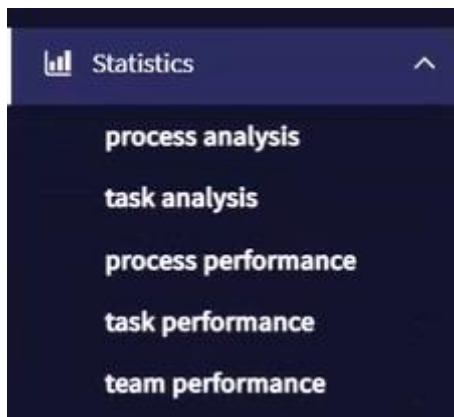 Statistics
process analysis
task analysis
process performance
task performance
team performance